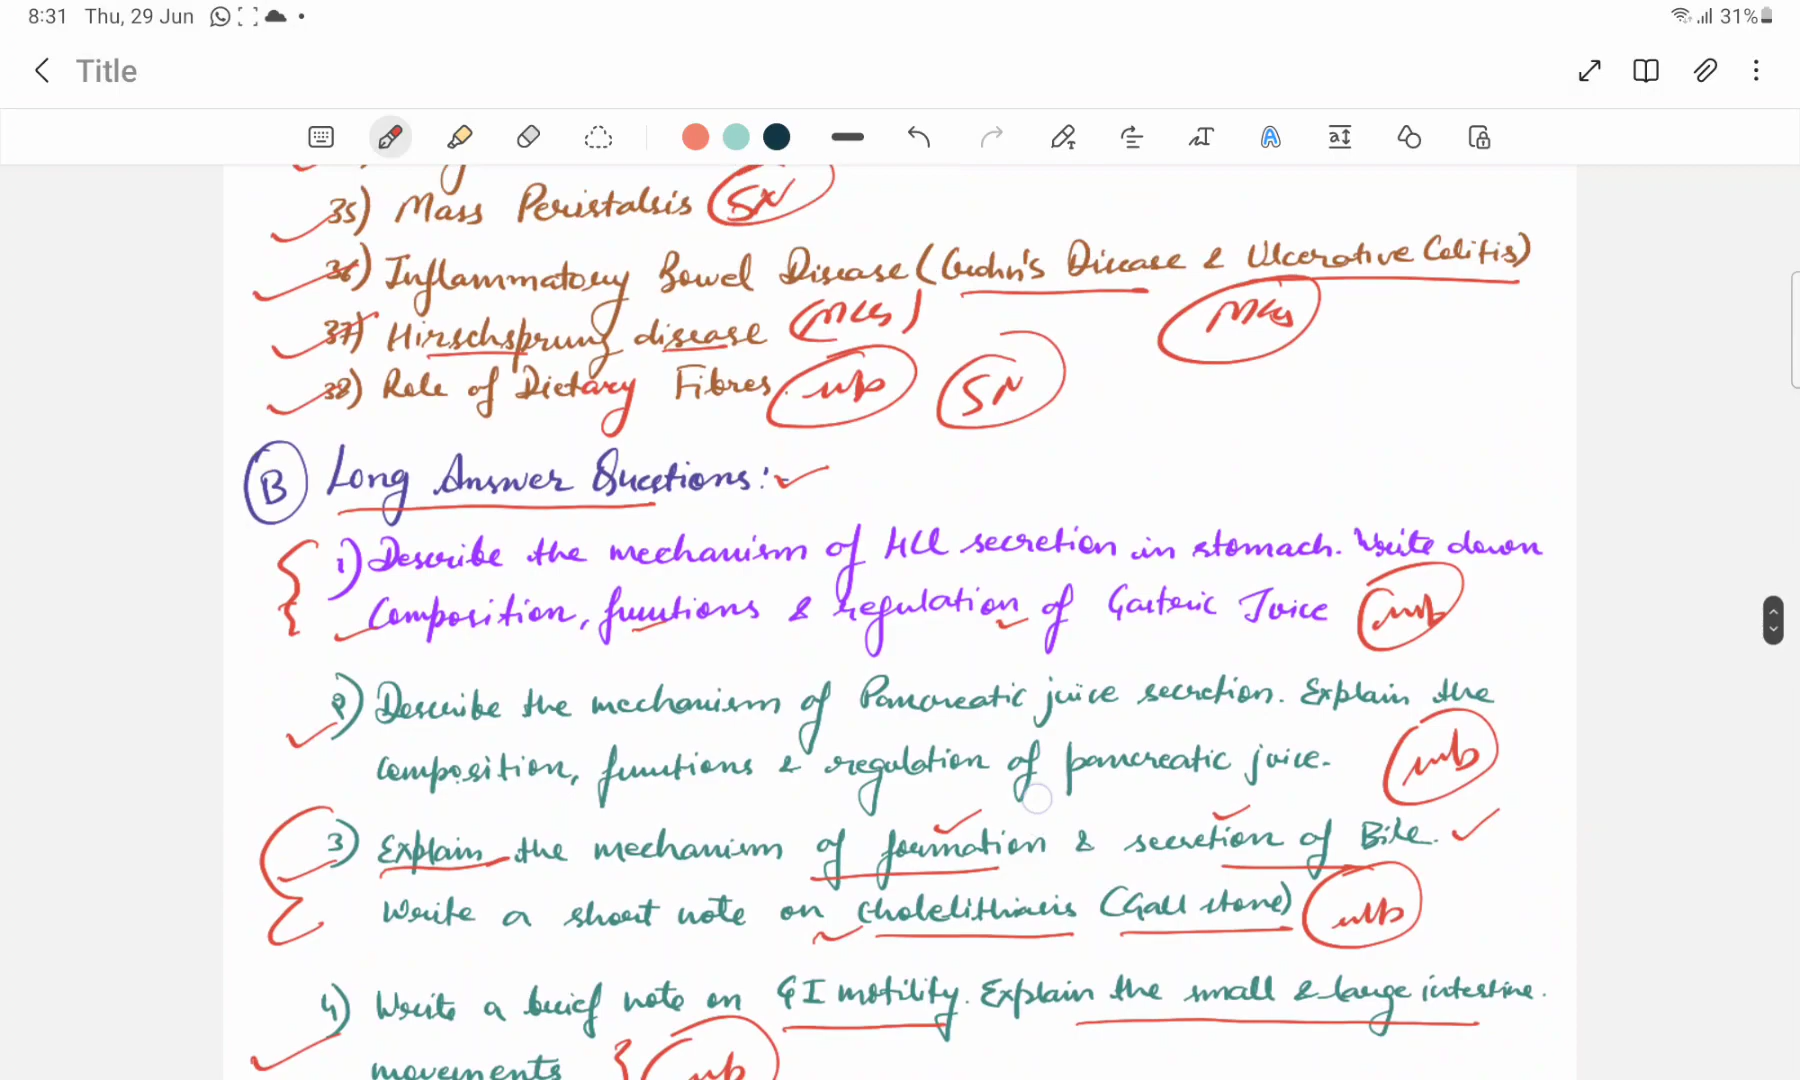 8:31 Thu, 29 Jun 31%
Title
35) Mass Peristalsis SN
36) Inflammatory Bowel Disease (Crohn's Disease & Ulcerative Colitis)
37) Hirschsprung disease (MCQs) MCQs
38) Role of Dietary Fibres. SN
B Long Answer Questions:
1) Describe the mechanism of HCl secretion in stomach. Write down
Composition, functions & regulation of Gasteric Juice
2) Describe the mechanism of Pancreatic juice secretion. Explain the
composition, functions & regulation of pancreatic juice.
3) Explain the mechanism of formation & secretion of Bile.
Write a short note on Cholelithiasis (Gall stone)
4) Write a brief note on GI motility. Explain the small & large intestine.
movements